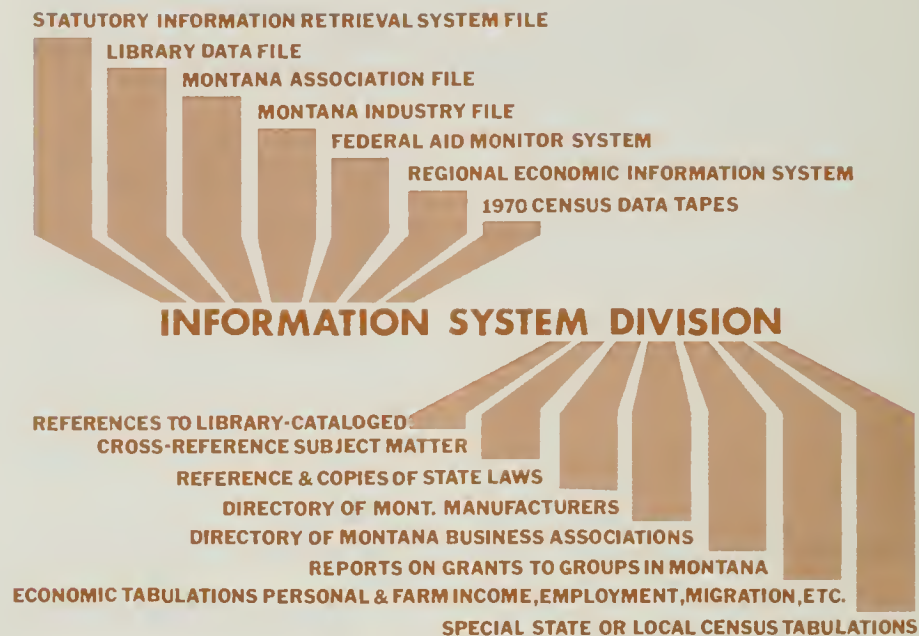 STATUTORY INFORMATION RETRIEVAL SYSTEM FILE
LIBRARY DATA FILE
MONTANA ASSOCIATION FILE
MONTANA INDUSTRY FILE
FEDERAL AID MONITOR SYSTEM
REGIONAL ECONOMIC INFORMATION SYSTEM
1970 CENSUS DATA TAPES
INFORMATION SYSTEM DIVISION
REFERENCES TO LIBRARY-CATALOGED
CROSS-REFERENCE SUBJECT MATTER
REFERENCE & COPIES OF STATE LAWS
DIRECTORY OF MONT. MANUFACTURERS
DIRECTORY OF MONTANA BUSINESS ASSOCIATIONS
REPORTS ON GRANTS TO GROUPS IN MONTANA
ECONOMIC TABULATIONS PERSONAL & FARM INCOME, EMPLOYMENT, MIGRATION, ETC.
SPECIAL STATE OR LOCAL CENSUS TABULATIONS